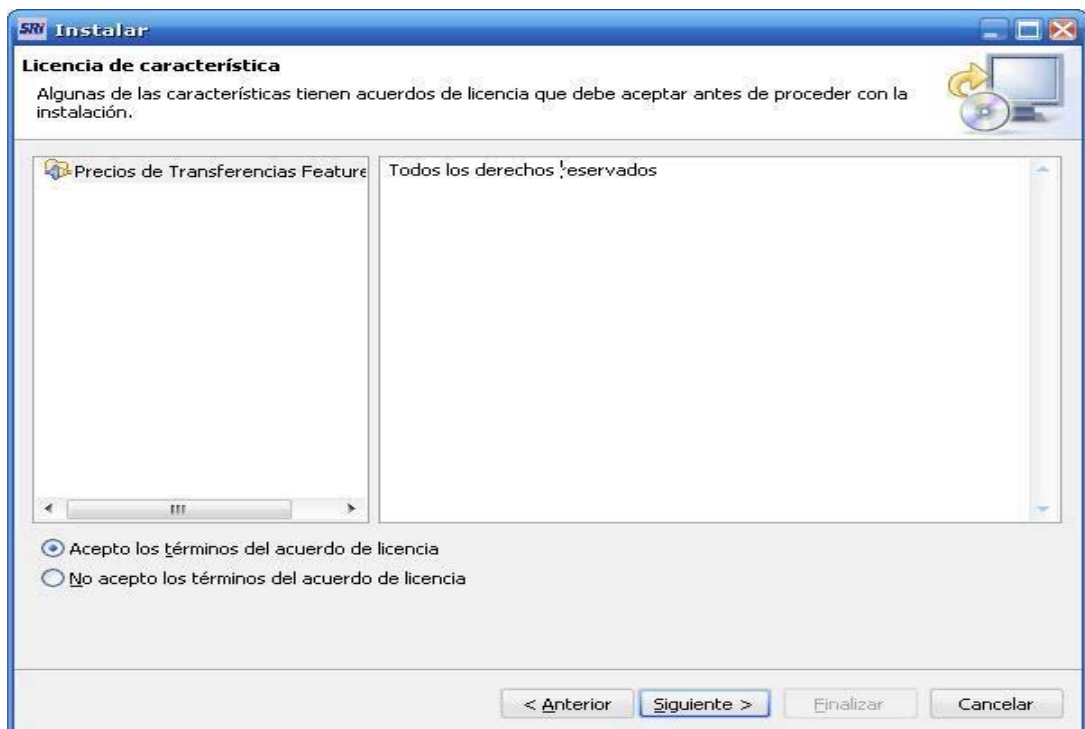 SRi Instalar
Licencia de característica
Algunas de las características tienen acuerdos de licencia que debe aceptar antes de proceder con la
instalación.
Precios de Transferencias Feature
Todos los derechos reservados
Acepto los términos del acuerdo de licencia
No acepto los términos del acuerdo de licencia
< Anterior
Siguiente >
Finalizar
Cancelar